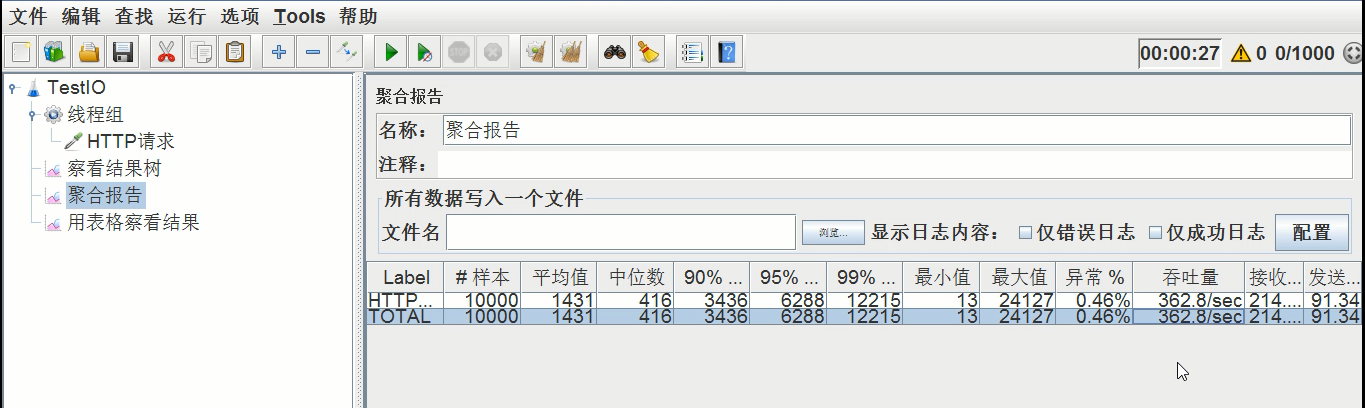 文件 编辑 查找 运行 选项 Tools 帮助
STOP 00:00:27 0 0/1000
TestIO
线程组
HTTP请求
察看结果树
聚合报告
用表格察看结果
聚合报告
名称： 聚合报告
注释：
所有数据写入一个文件
文件名 浏览... 显示日志内容： 仅错误日志 仅成功日志 配置
Label # 样本 平均值 中位数 90% ... 95% ... 99% ... 最小值 最大值 异常 % 吞吐量 接收... 发送...
HTTP... 10000 1431 416 3436 6288 12215 13 24127 0.46% 362.8/sec 214.... 91.34
TOTAL 10000 1431 416 3436 6288 12215 13 24127 0.46% 362.8/sec 214.... 91.34